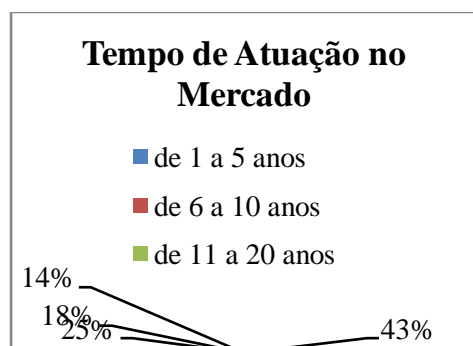 Tempo de Atuação no
Mercado
de 1 a 5 anos
de 6 a 10 anos
de 11 a 20 anos
14%
18%
25%
43%